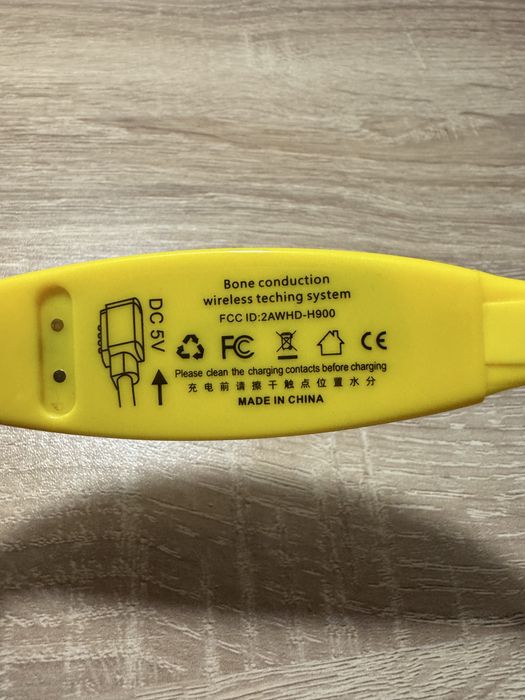 Bone conduction
wireless teching system
FCC ID:2AWHD-H900
DC 5V
FC CE
Please clean the charging contacts before charging
充电前请擦干触点位置水分
MADE IN CHINA